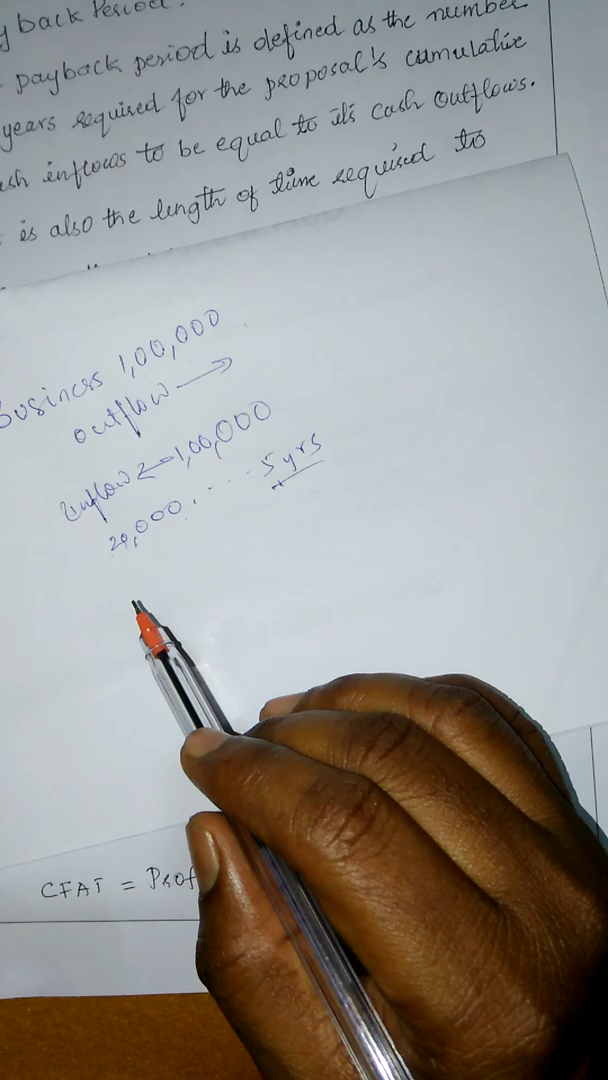 back Period.
payback period is defined as the number
years required for the proposal's cumulative
inflows to be equal to it's cash outflows.
is also the length of time required to
Business 1,00,000
outflow →
Inflow ← 1,00,000
20,000 . . . . . 5 yrs
CFAT = Prof